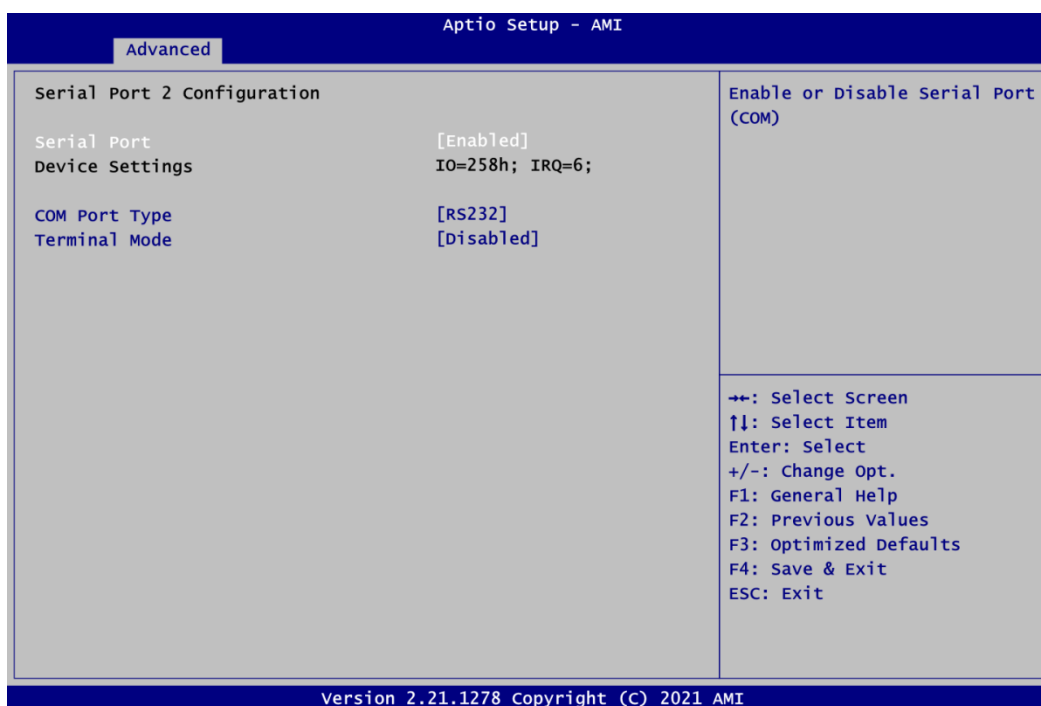 Aptio Setup - AMI
Advanced
Serial Port 2 Configuration
Serial Port [Enabled]
Device Settings IO=258h; IRQ=6;
COM Port Type [RS232]
Terminal Mode [Disabled]
Enable or Disable Serial Port
(COM)
→←: Select Screen
↑↓: Select Item
Enter: Select
+/-: Change Opt.
F1: General Help
F2: Previous Values
F3: Optimized Defaults
F4: Save & Exit
ESC: Exit
Version 2.21.1278 Copyright (C) 2021 AMI